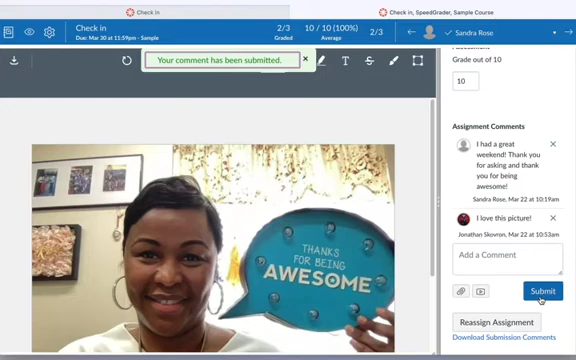 Check in
Check in, SpeedGrader, Sample Course
Check in
Due: Mar 30 at 11:59pm - Sample Course
2/3
Graded
10 / 10 (100%)
Average
2/3
Sandra Rose
Your comment has been submitted.
Assessment
Grade out of 10
10
Assignment Comments
I had a great
weekend! Thank you
for asking and thank
you for being
awesome!
Sandra Rose, Mar 22 at 10:19am
I love this picture!
Jonathan Skovron, Mar 22 at 10:53am
Add a Comment
Submit
Reassign Assignment
Download Submission Comments
THANKS
FOR BEING
AWESOME